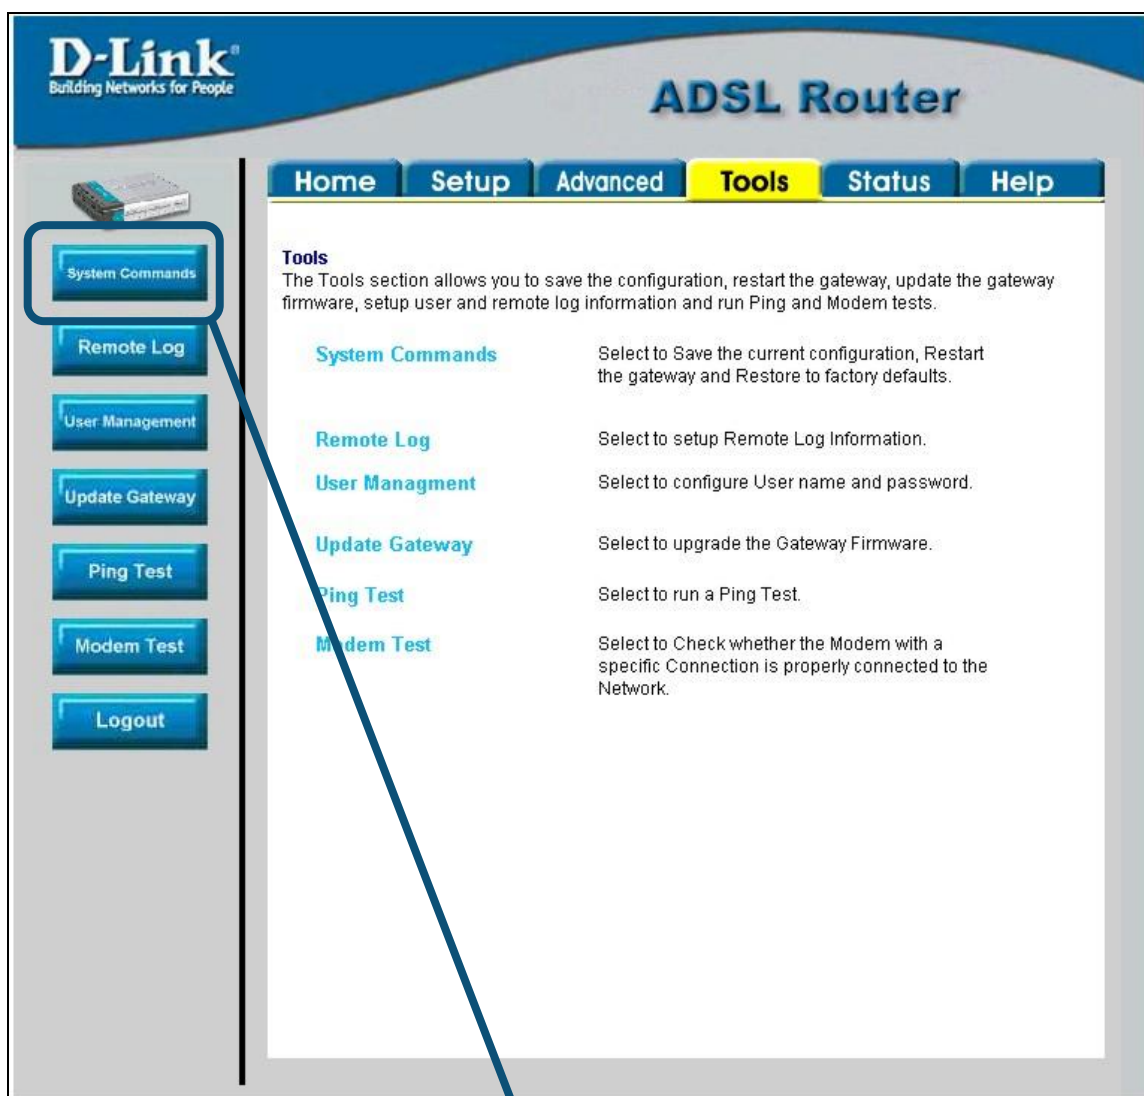 D-Link®
Building Networks for People
ADSL Router
Home Setup Advanced Tools Status Help
System Commands
Remote Log
User Management
Update Gateway
Ping Test
Modem Test
Logout
Tools
The Tools section allows you to save the configuration, restart the gateway, update the gateway
firmware, setup user and remote log information and run Ping and Modem tests.
System Commands Select to Save the current configuration, Restart
the gateway and Restore to factory defaults.
Remote Log Select to setup Remote Log Information.
User Managment Select to configure User name and password.
Update Gateway Select to upgrade the Gateway Firmware.
Ping Test Select to run a Ping Test.
Modem Test Select to Check whether the Modem with a
specific Connection is properly connected to the
Network.